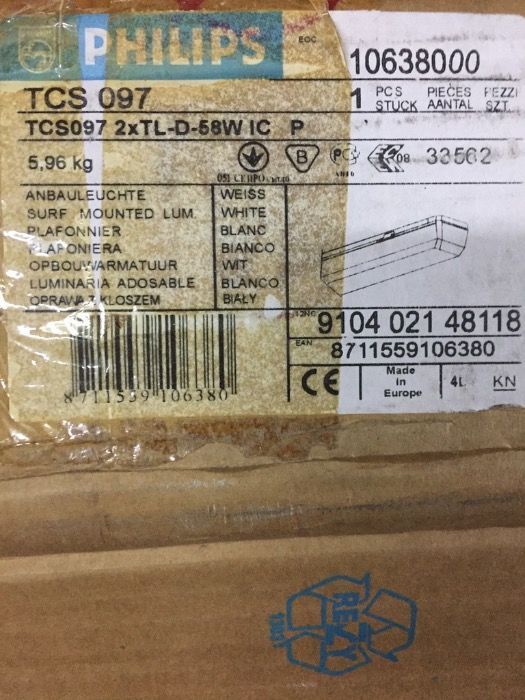 PHILIPS
EOC 10638000
TCS 097
1 PCS PIECES PEZZI
STUCK AANTAL SZT.
TCS097 2xTL-D-58W IC P
5,96 kg
B PC 08 33562
ANBAULEUCHTE WEISS
SURF MOUNTED LUM. WHITE
PLAFONNIER BLANC
PLAFONIERA BIANCO
OPBOUWARMATUUR WIT
LUMINARIA ADOSABLE BLANCO
OPRAWA Z KLOSZEM BIAŁY
12NC 9104 021 48118
EAN 8711559106380
CE Made in Europe 4L KN
8 711559 106380
REZY